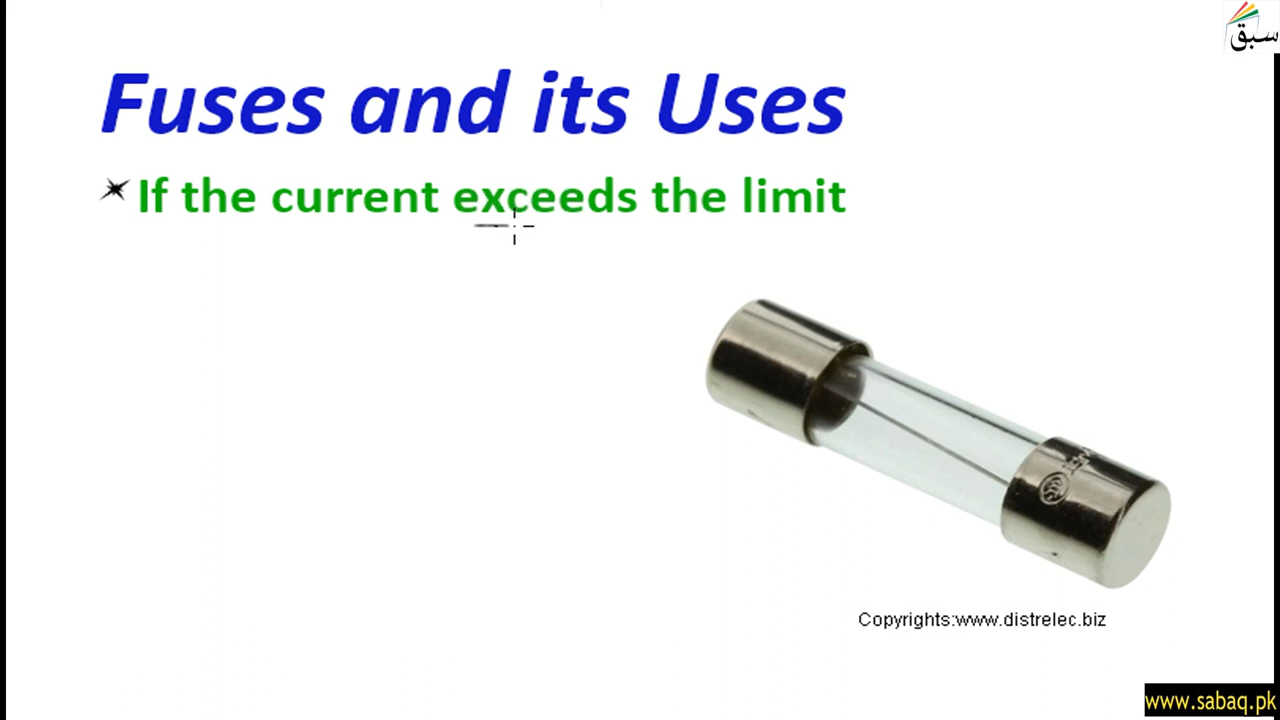 سبق
Fuses and its Uses
If the current exceeds the limit
Copyrights:www.distrelec.biz
www.sabaq.pk